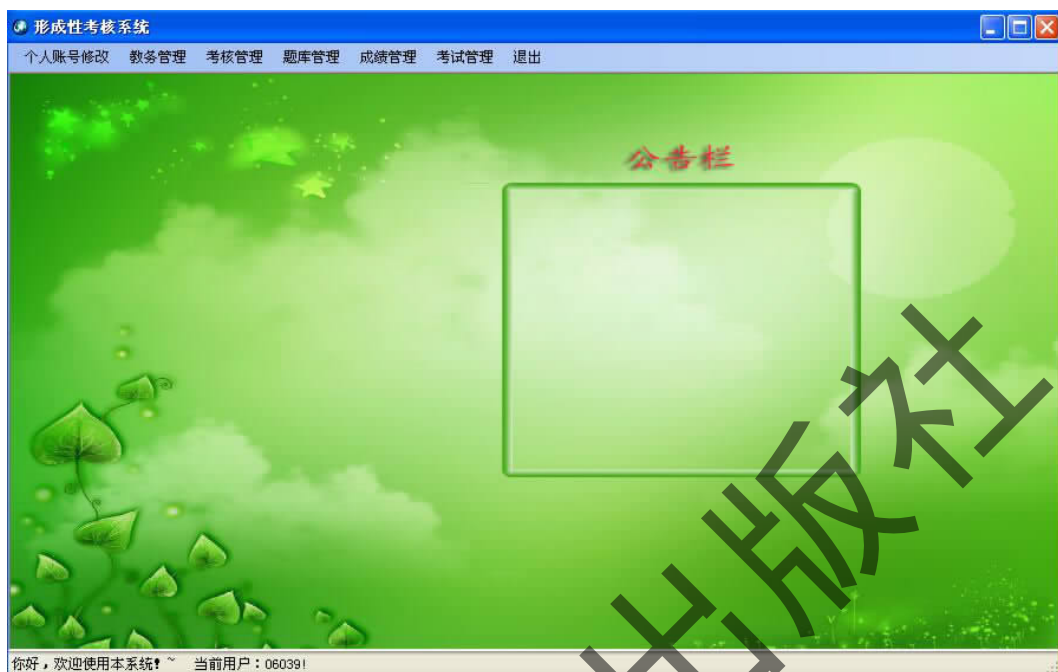 形成性考核系统
个人账号修改 教务管理 考核管理 题库管理 成绩管理 考试管理 退出
公告栏
你好，欢迎使用本系统! ~ 当前用户：06039!
出版社